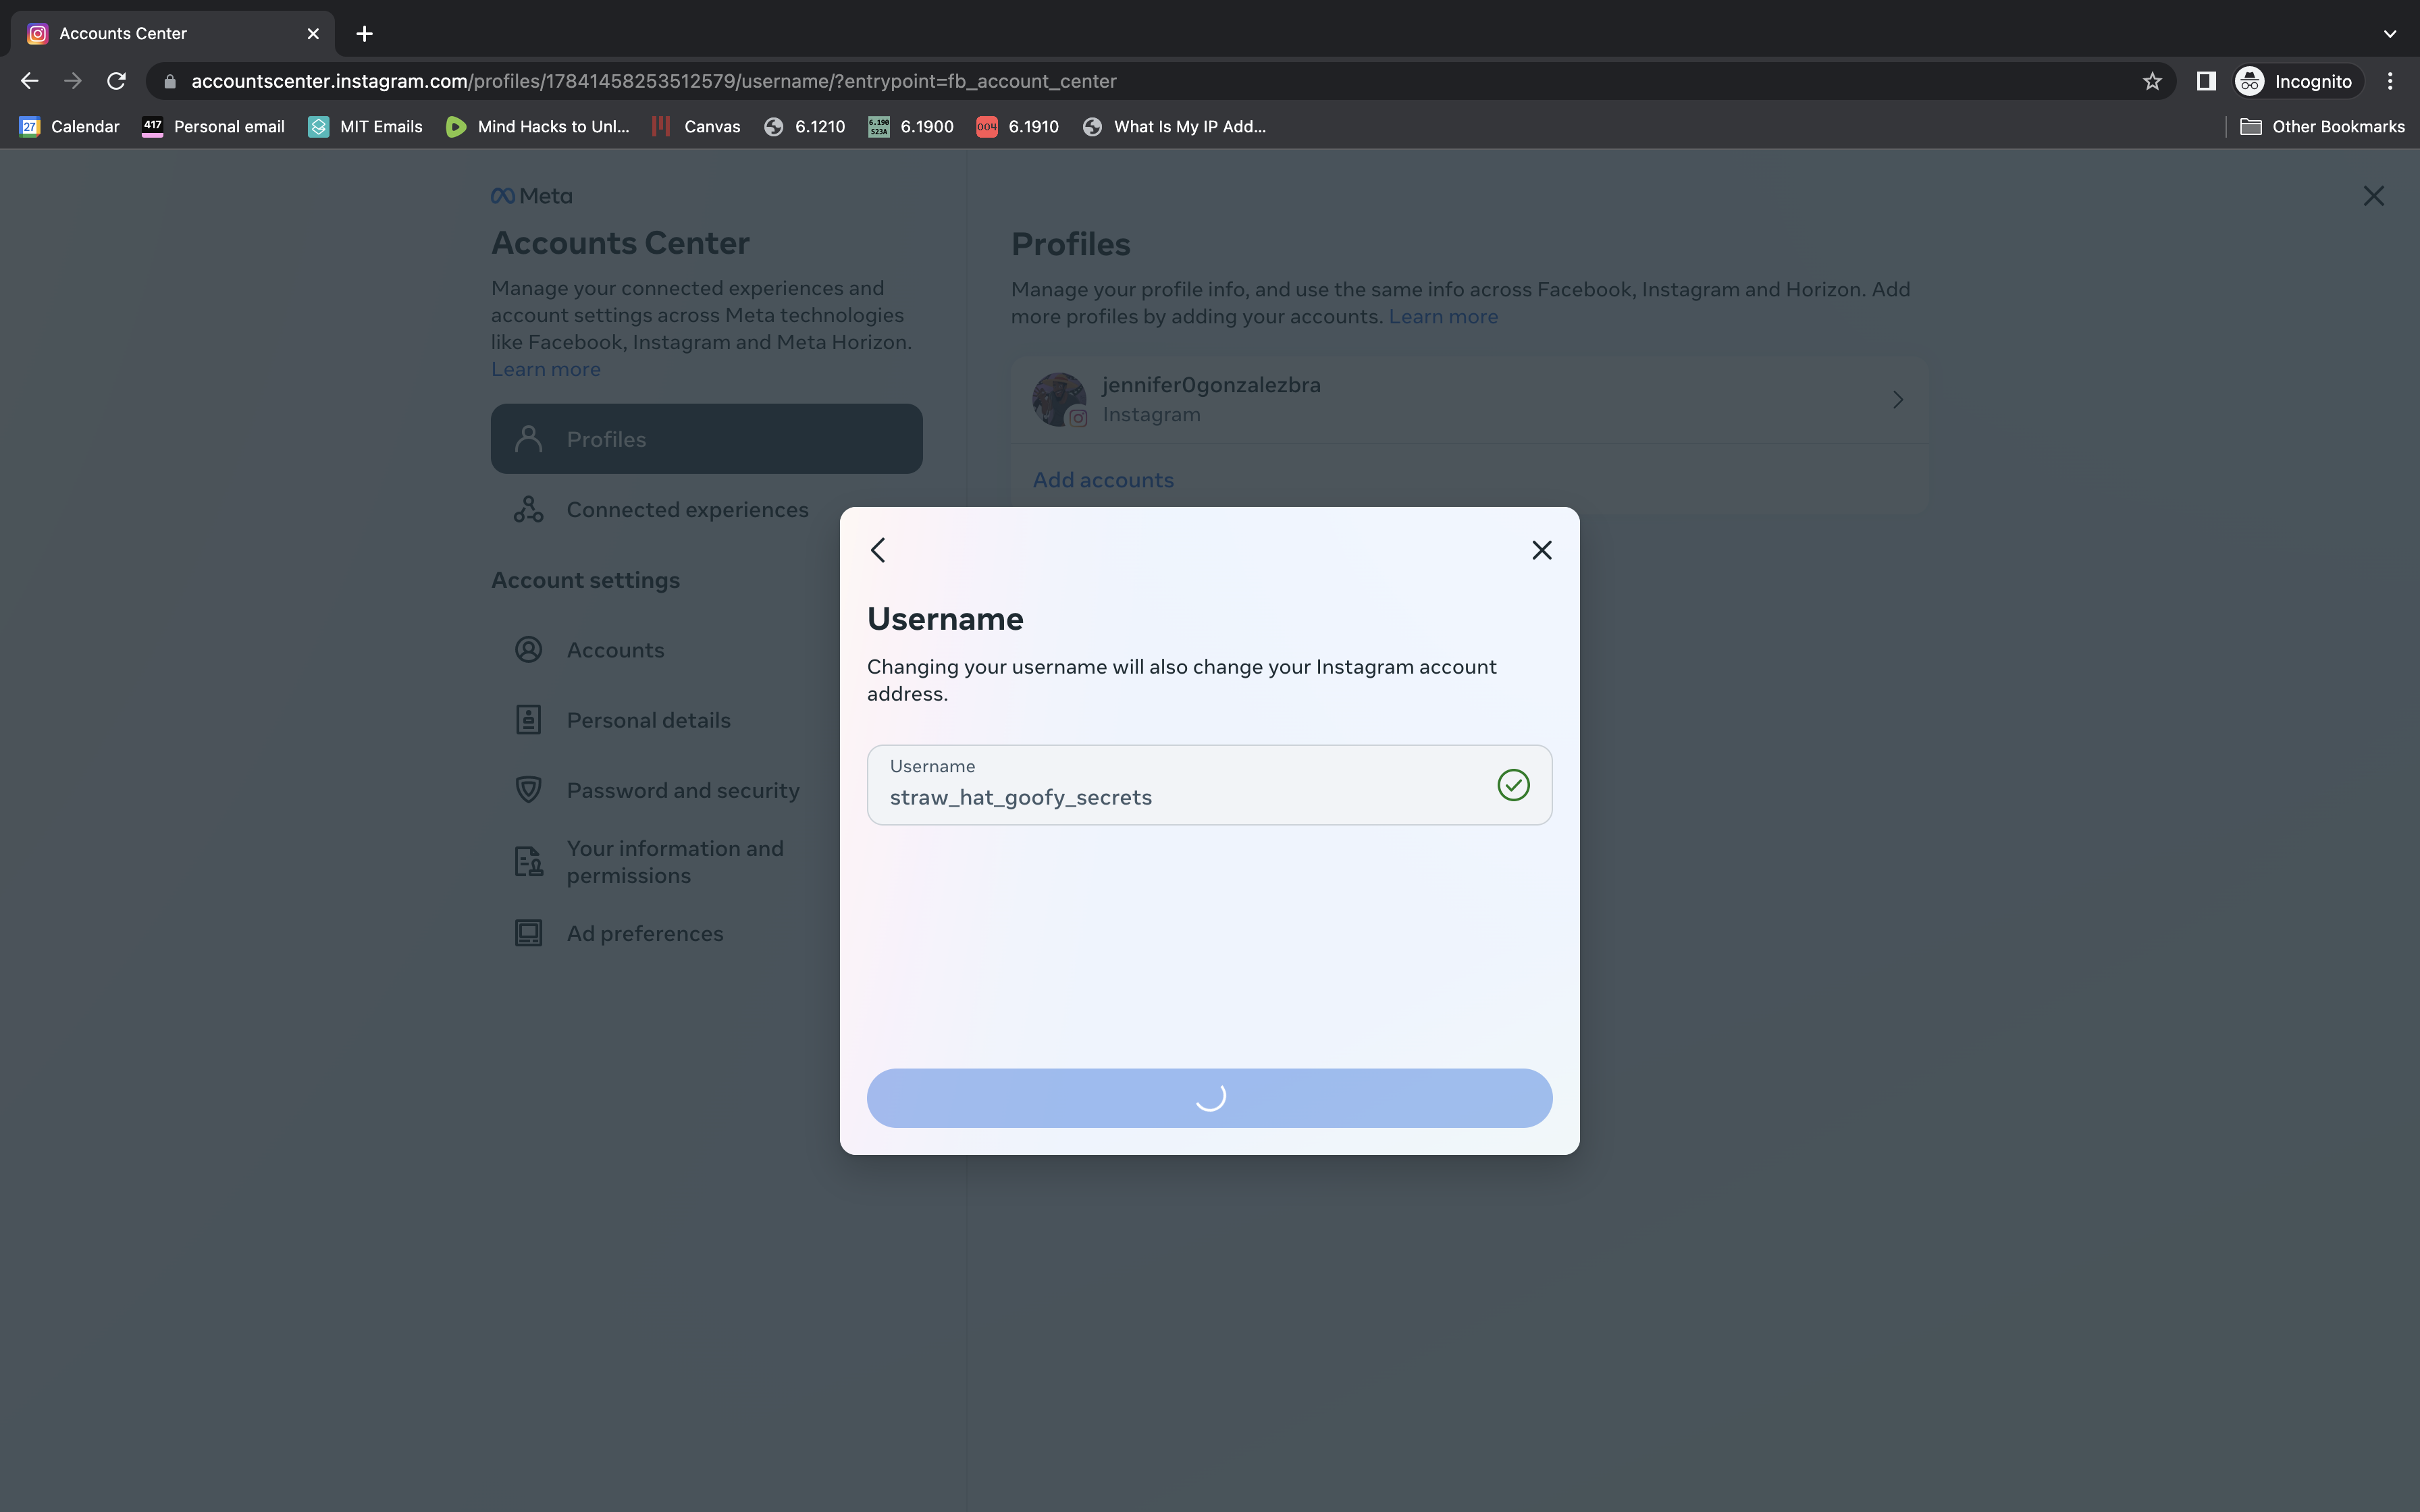 Accounts Center
accountscenter.instagram.com/profiles/17841458253512579/username/?entrypoint=fb_account_center
Incognito
27 Calendar
417 Personal email
MIT Emails
Mind Hacks to Unl...
Canvas
6.1210
6.190 S23A 6.1900
004 6.1910
What Is My IP Add...
Other Bookmarks
Meta
Accounts Center
Manage your connected experiences and
account settings across Meta technologies
like Facebook, Instagram and Meta Horizon.
Learn more
Profiles
Connected experiences
Account settings
Accounts
Personal details
Password and security
Your information and
permissions
Ad preferences
Profiles
Manage your profile info, and use the same info across Facebook, Instagram and Horizon. Add
more profiles by adding your accounts. Learn more
jennifer0gonzalezbra
Instagram
Add accounts
Username
Changing your username will also change your Instagram account
address.
Username
straw_hat_goofy_secrets